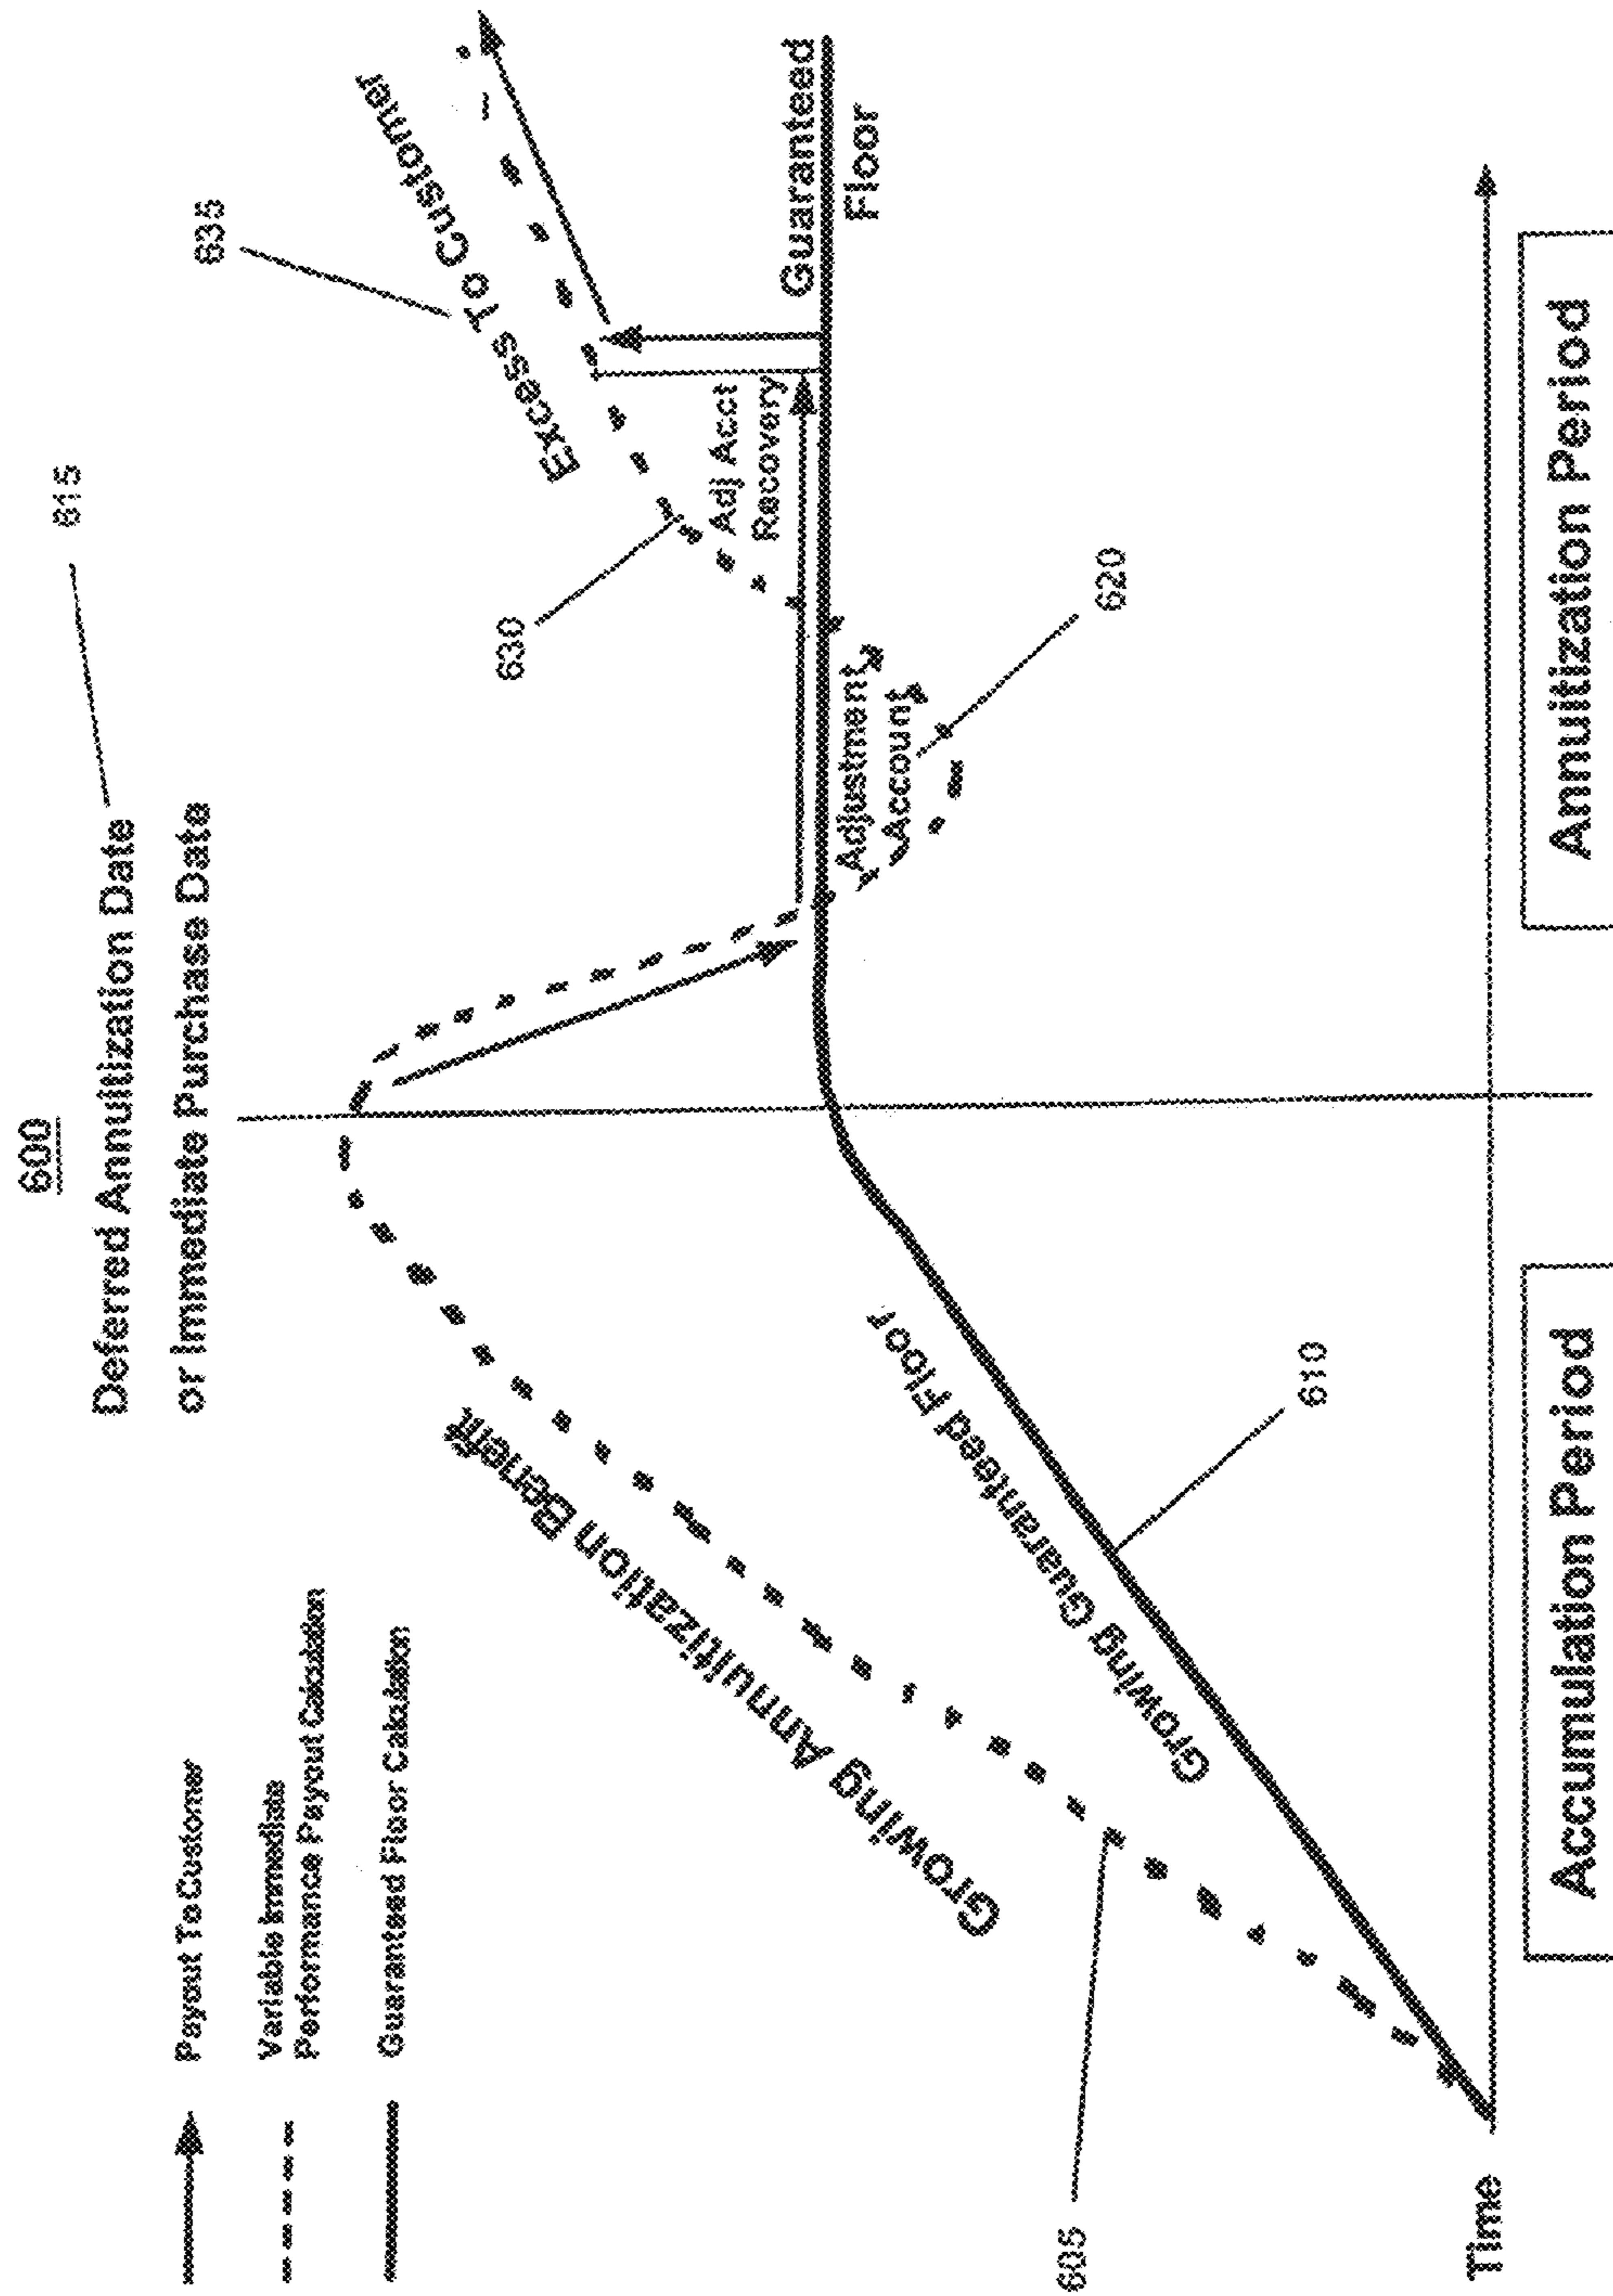 600
615
Deferred Annuitization Date
or Immediate Purchase Date
Payout To Customer
Variable Immediate
Performance Payout Calculation
Guaranteed Floor Calculation
635
Excess To Customer
Growing Annuitization Benefit
630
Adj Acct
Recovery
Guaranteed
Floor
Adjustment
Account
620
Growing Guaranteed Floor
605
610
Time
Accumulation Period
Annuitization Period